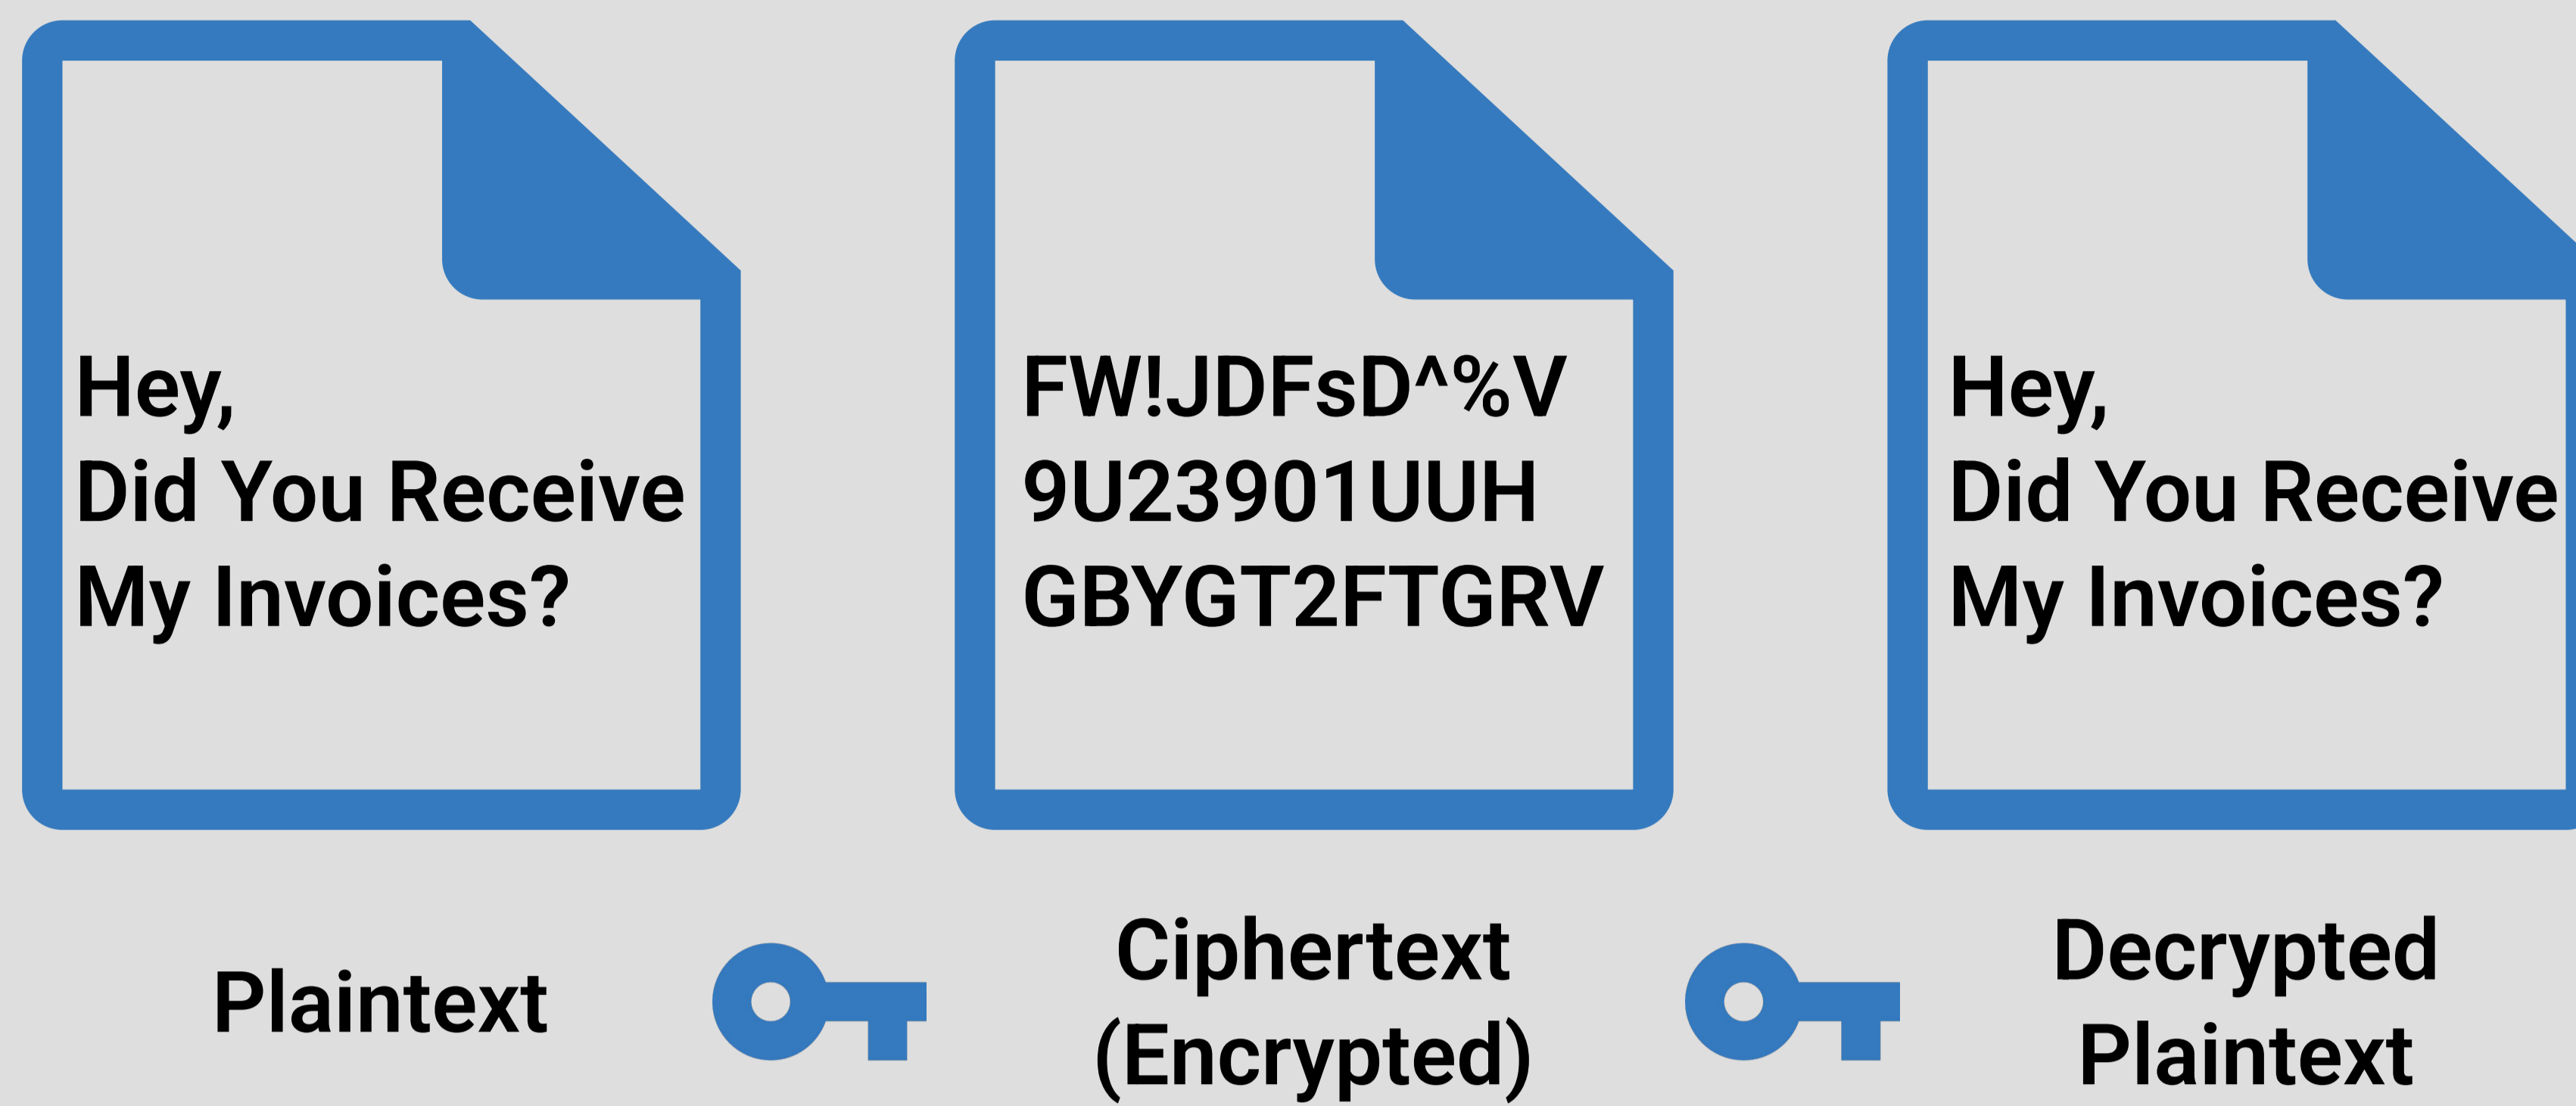 Hey,
Did You Receive
My Invoices?
FW!JDFsD^%V
9U23901UUH
GBYGT2FTGRV
Hey,
Did You Receive
My Invoices?
Plaintext
Ciphertext
(Encrypted)
Decrypted
Plaintext